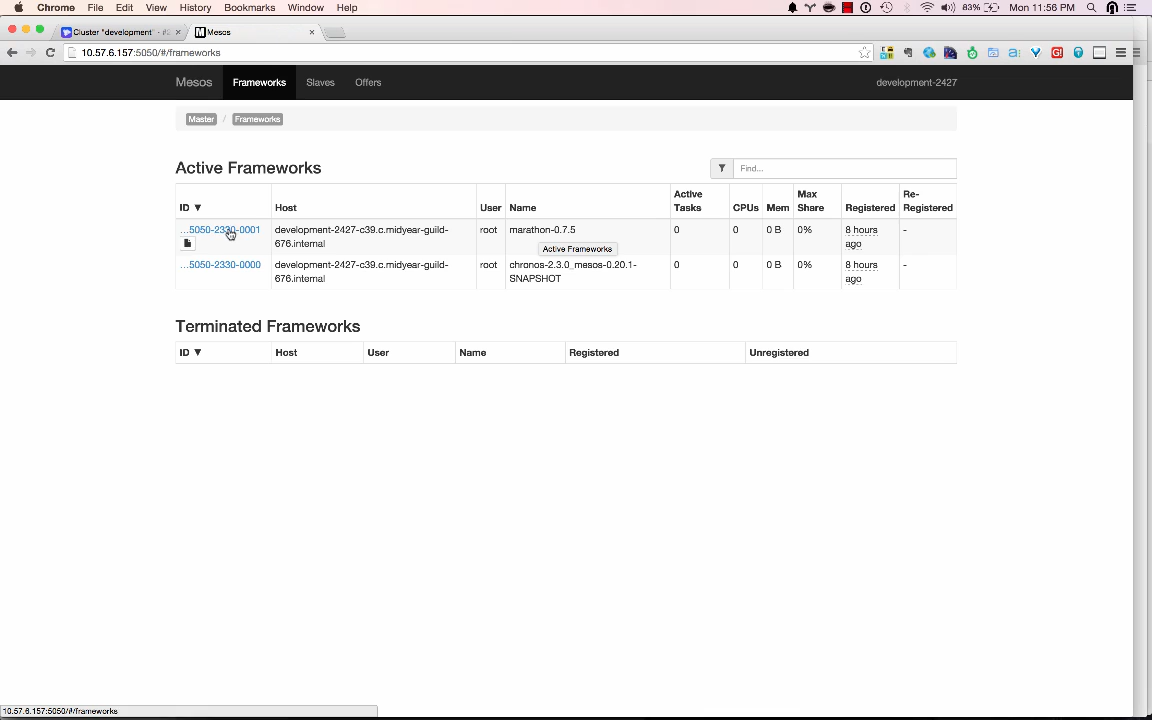 Chrome File Edit View History Bookmarks Window Help 83% Mon 11:56 PM
Cluster "development" - #2 Mesos
10.57.6.157:5050/#/frameworks
Mesos Frameworks Slaves Offers development-2427
Master / Frameworks
Active Frameworks
Find...
ID ▼ Host User Name Active Tasks CPUs Mem Max Share Registered Re-Registered
…5050-2330-0001 development-2427-c39.c.midyear-guild-676.internal root marathon-0.7.5 0 0 0 B 0% 8 hours ago -
Active Frameworks
…5050-2330-0000 development-2427-c39.c.midyear-guild-676.internal root chronos-2.3.0_mesos-0.20.1-SNAPSHOT 0 0 0 B 0% 8 hours ago -
Terminated Frameworks
ID ▼ Host User Name Registered Unregistered
10.57.6.157:5050/#/frameworks